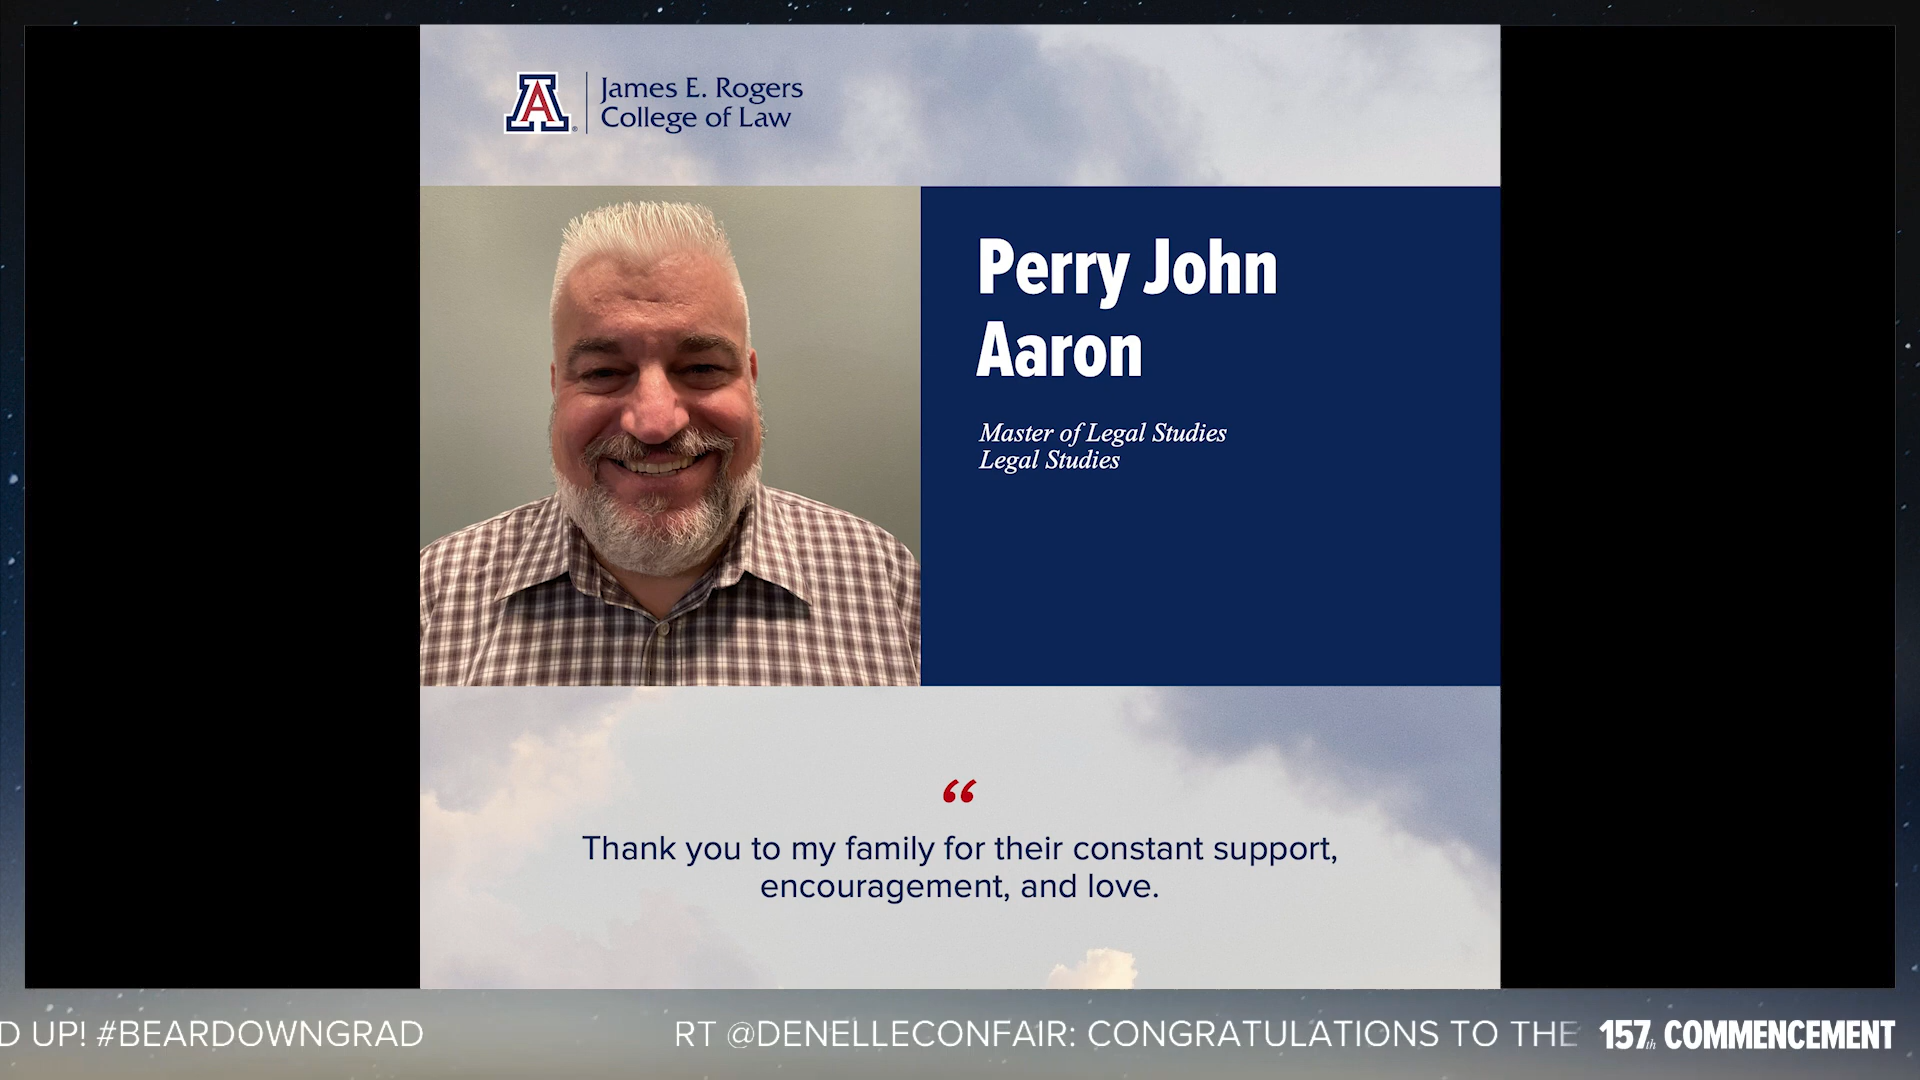 A
James E. Rogers
College of Law
Perry John
Aaron
Master of Legal Studies
Legal Studies
“
Thank you to my family for their constant support,
encouragement, and love.
D UP! #BEARDOWNGRAD RT @DENELLECONFAIR: CONGRATULATIONS TO THE 157th COMMENCEMENT